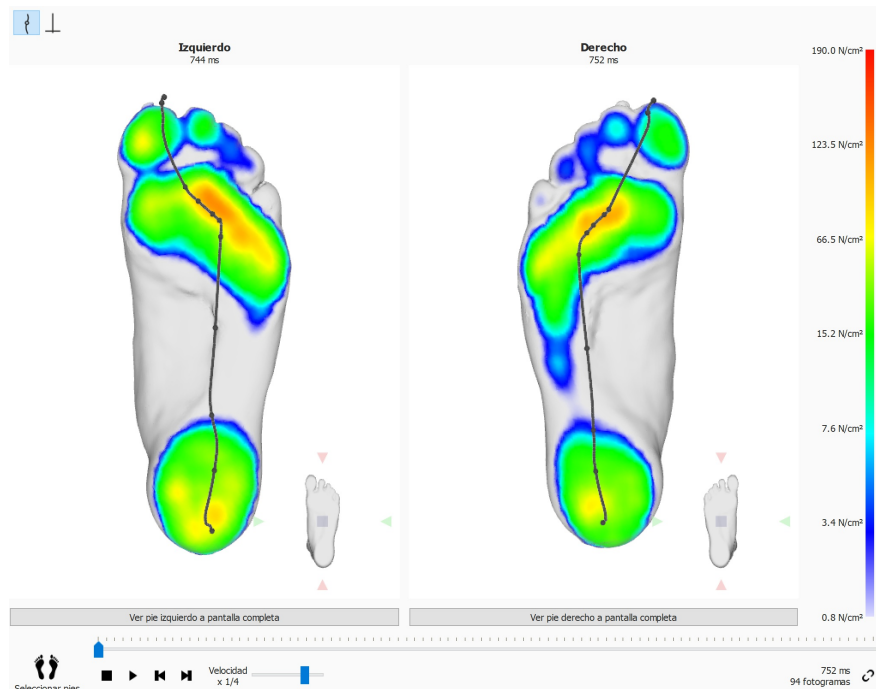 Izquierdo
744 ms
Derecho
752 ms
190.0 N/cm²
123.5 N/cm²
66.5 N/cm²
15.2 N/cm²
7.6 N/cm²
3.4 N/cm²
0.8 N/cm²
Ver pie izquierdo a pantalla completa
Ver pie derecho a pantalla completa
Velocidad
x 1/4
752 ms
94 fotogramas
Seleccionar pies